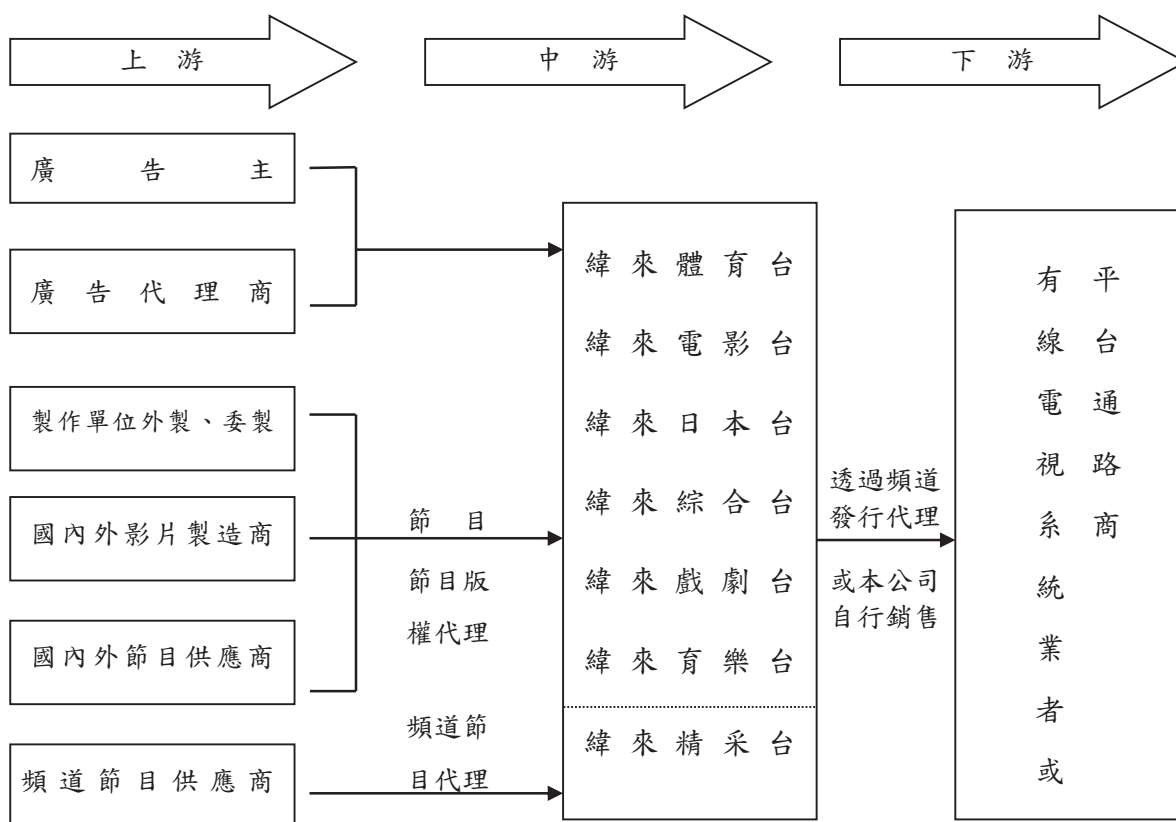 上游
中游
下游
廣告主
廣告代理商
製作單位外製、委製
國內外影片製造商
國內外節目供應商
頻道節目供應商
節目
節目版
權代理
頻道節
目代理
緯來體育台
緯來電影台
緯來日本台
緯來綜合台
緯來戲劇台
緯來育樂台
緯來精采台
透過頻道
發行代理
或本公司
自行銷售
有線電視系統業者或
平台通路商